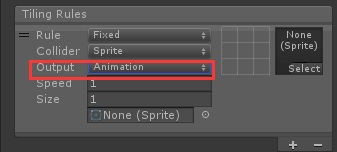 Tiling Rules
Rule Fixed
Collider Sprite
Output Animation
Speed 1
Size 1
None (Sprite)
None
(Sprite)
Select